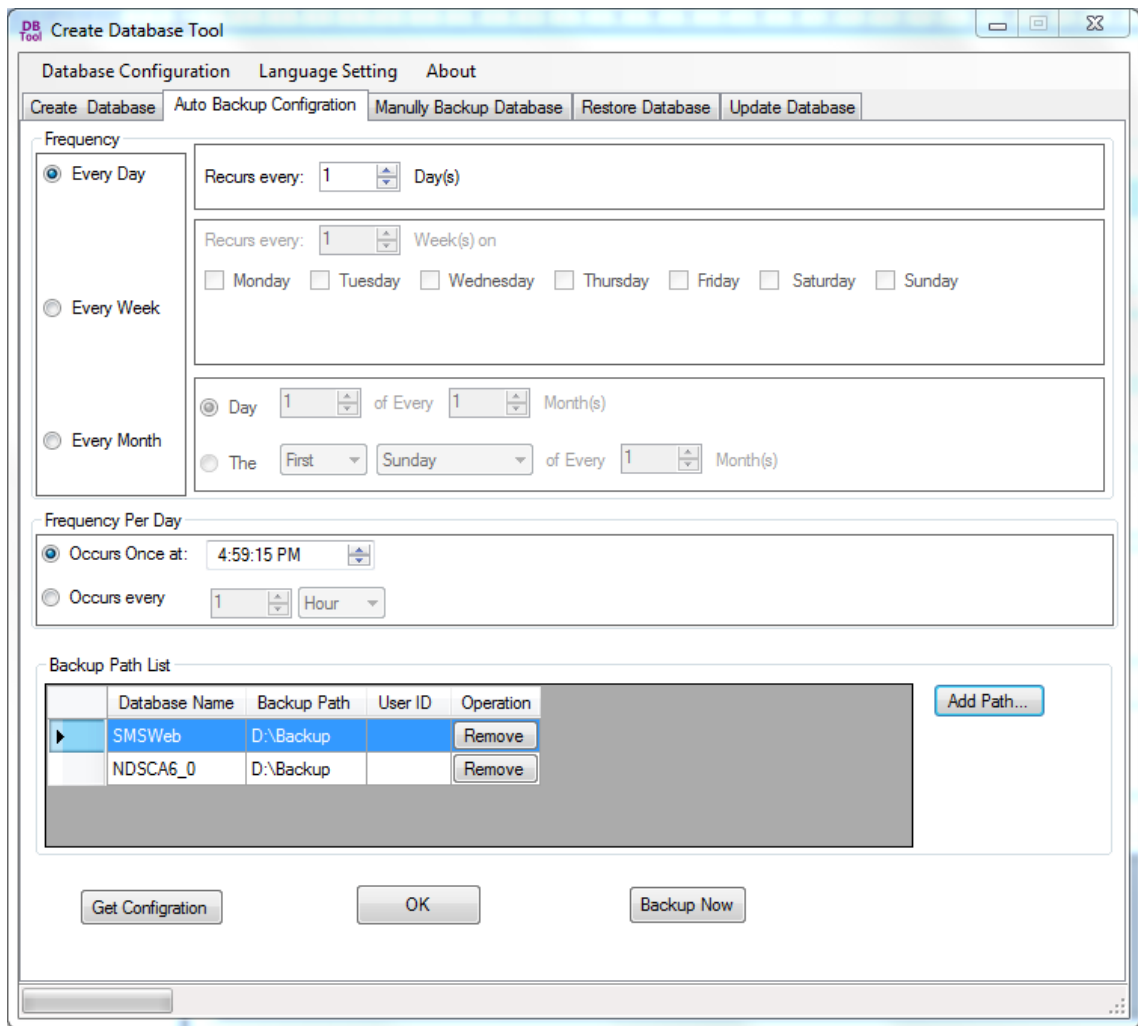 DB Tool Create Database Tool
Database Configuration Language Setting About
Create Database Auto Backup Configration Manully Backup Database Restore Database Update Database
Frequency
Every Day
Recurs every: 1 Day(s)
Recurs every: 1 Week(s) on
Monday Tuesday Wednesday Thursday Friday Saturday Sunday
Every Week
Day 1 of Every 1 Month(s)
Every Month
The First Sunday of Every 1 Month(s)
Frequency Per Day
Occurs Once at: 4:59:15 PM
Occurs every 1 Hour
Backup Path List
Database Name Backup Path User ID Operation
Add Path...
SMSWeb D:\Backup Remove
NDSCA6_0 D:\Backup Remove
Get Configration OK Backup Now